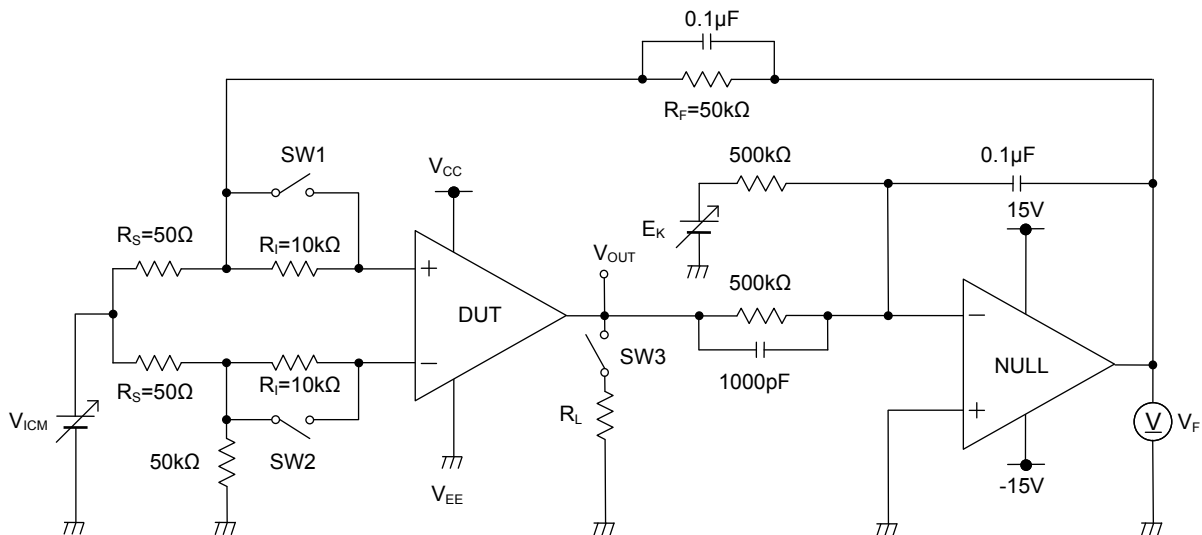 0.1µF
RF=50kΩ
SW1
VCC
500kΩ
0.1µF
15V
EK
RS=50Ω
RI=10kΩ
VOUT
500kΩ
+
DUT
−
SW3
1000pF
−
NULL
+
RS=50Ω
RI=10kΩ
VICM
SW2
50kΩ
RL
V
VF
VEE
-15V